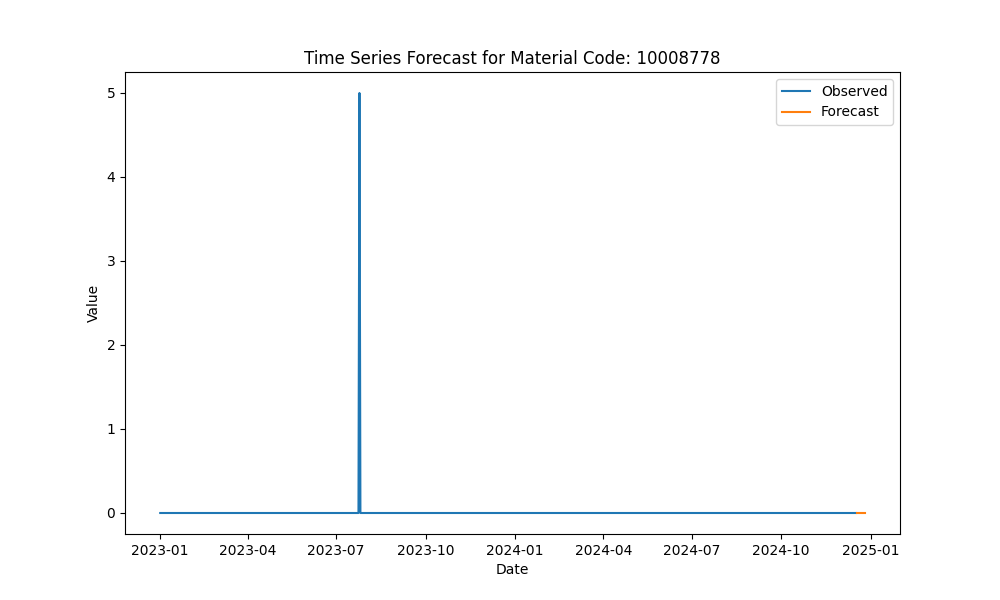 Time Series Forecast for Material Code: 10008778
Observed
Forecast
5
4
3
2
1
0
Value
2023-01 2023-04 2023-07 2023-10 2024-01 2024-04 2024-07 2024-10 2025-01
Date